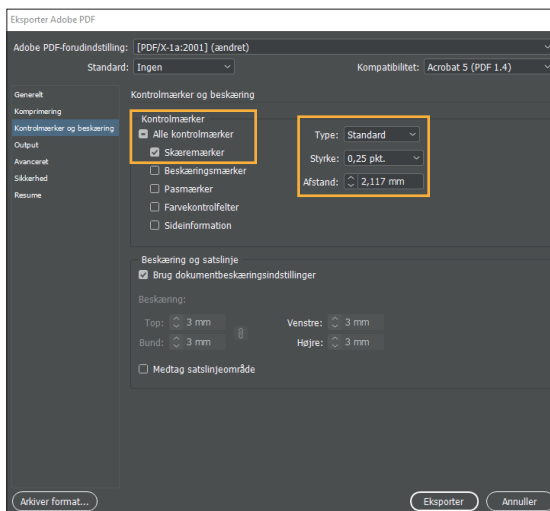 Eksporter Adobe PDF
Adobe PDF-forudindstilling: [PDF/X-1a:2001] (ændret)
Standard: Ingen Kompatibilitet: Acrobat 5 (PDF 1.4)
Generelt
Komprimering
Kontrolmærker og beskæring
Output
Avanceret
Sikkerhed
Resume
Kontrolmærker og beskæring
Kontrolmærker
Alle kontrolmærker
Skæremærker
Beskæringsmærker
Pasmærker
Farvekontrolfelter
Sideinformation
Type: Standard
Styrke: 0,25 pkt.
Afstand: 2,117 mm
Beskæring og satslinje
Brug dokumentbeskæringsindstillinger
Beskæring:
Top: 3 mm Venstre: 3 mm
Bund: 3 mm Højre: 3 mm
Medtag satslinjeområde
Arkiver format... Eksporter Annuller